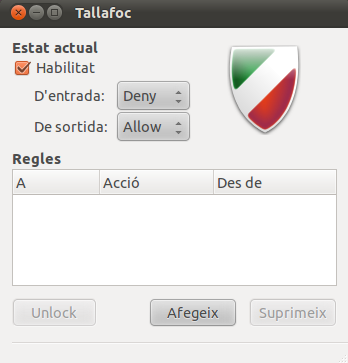 Tallafoc
Estat actual
Habilitat
D'entrada: Deny
De sortida: Allow
Regles
A Acció Des de
Unlock Afegeix Suprimeix